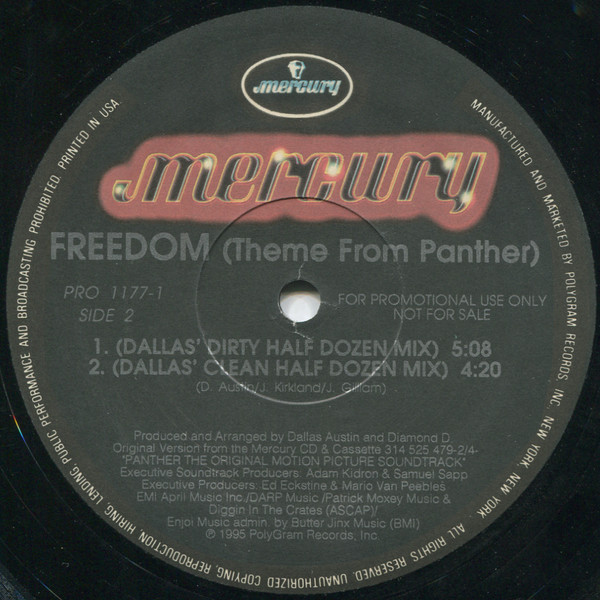 mercury
mercury
FREEDOM (Theme From Panther)
PRO 1177-1
SIDE 2
FOR PROMOTIONAL USE ONLY
NOT FOR SALE
1. (DALLAS' DIRTY HALF DOZEN MIX) 5:08
2. (DALLAS' CLEAN HALF DOZEN MIX) 4:20
(D. Austin/J. Kirkland/J. Gilliam)
Produced and Arranged by Dallas Austin and Diamond D
Original Version from the Mercury CD & Cassette 314 525 479-2/4-
"PANTHER THE ORIGINAL MOTION PICTURE SOUNDTRACK"
Executive Soundtrack Producers: Adam Kidron & Samuel Sapp
Executive Producers: Ed Eckstine & Mario Van Peebles
EMI April Music Inc./DARP Music /Patrick Moxey Music &
Diggin In The Crates (ASCAP)/
Enjoi Music admin. by Butter Jinx Music (BMI)
℗ 1995 PolyGram Records, Inc
MANUFACTURED AND MARKETED BY POLYGRAM RECORDS, INC. NEW YORK, NEW YORK. ALL RIGHTS RESERVED. UNAUTHORIZED COPYING, REPRODUCTION, HIRING, LENDING, PUBLIC PERFORMANCE AND BROADCASTING PROHIBITED. PRINTED IN USA